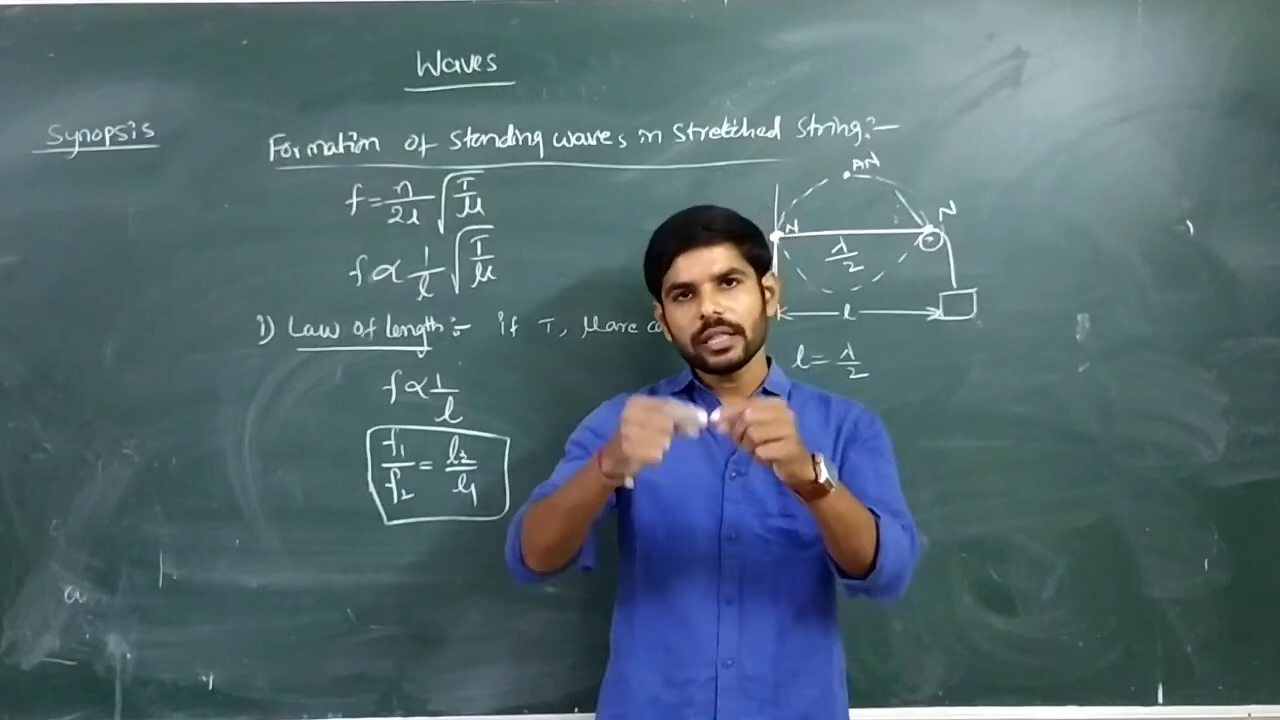 Waves
Synopsis
Formation of standing waves in stretched string:-
f = n/2l √(T/μ)
f ∝ 1/l √(T/μ)
1) Law of length:- if T, μ are
f ∝ 1/l
f₁/f₂ = l₂/l₁
AN
N
N
λ/2
l
l = λ/2
a